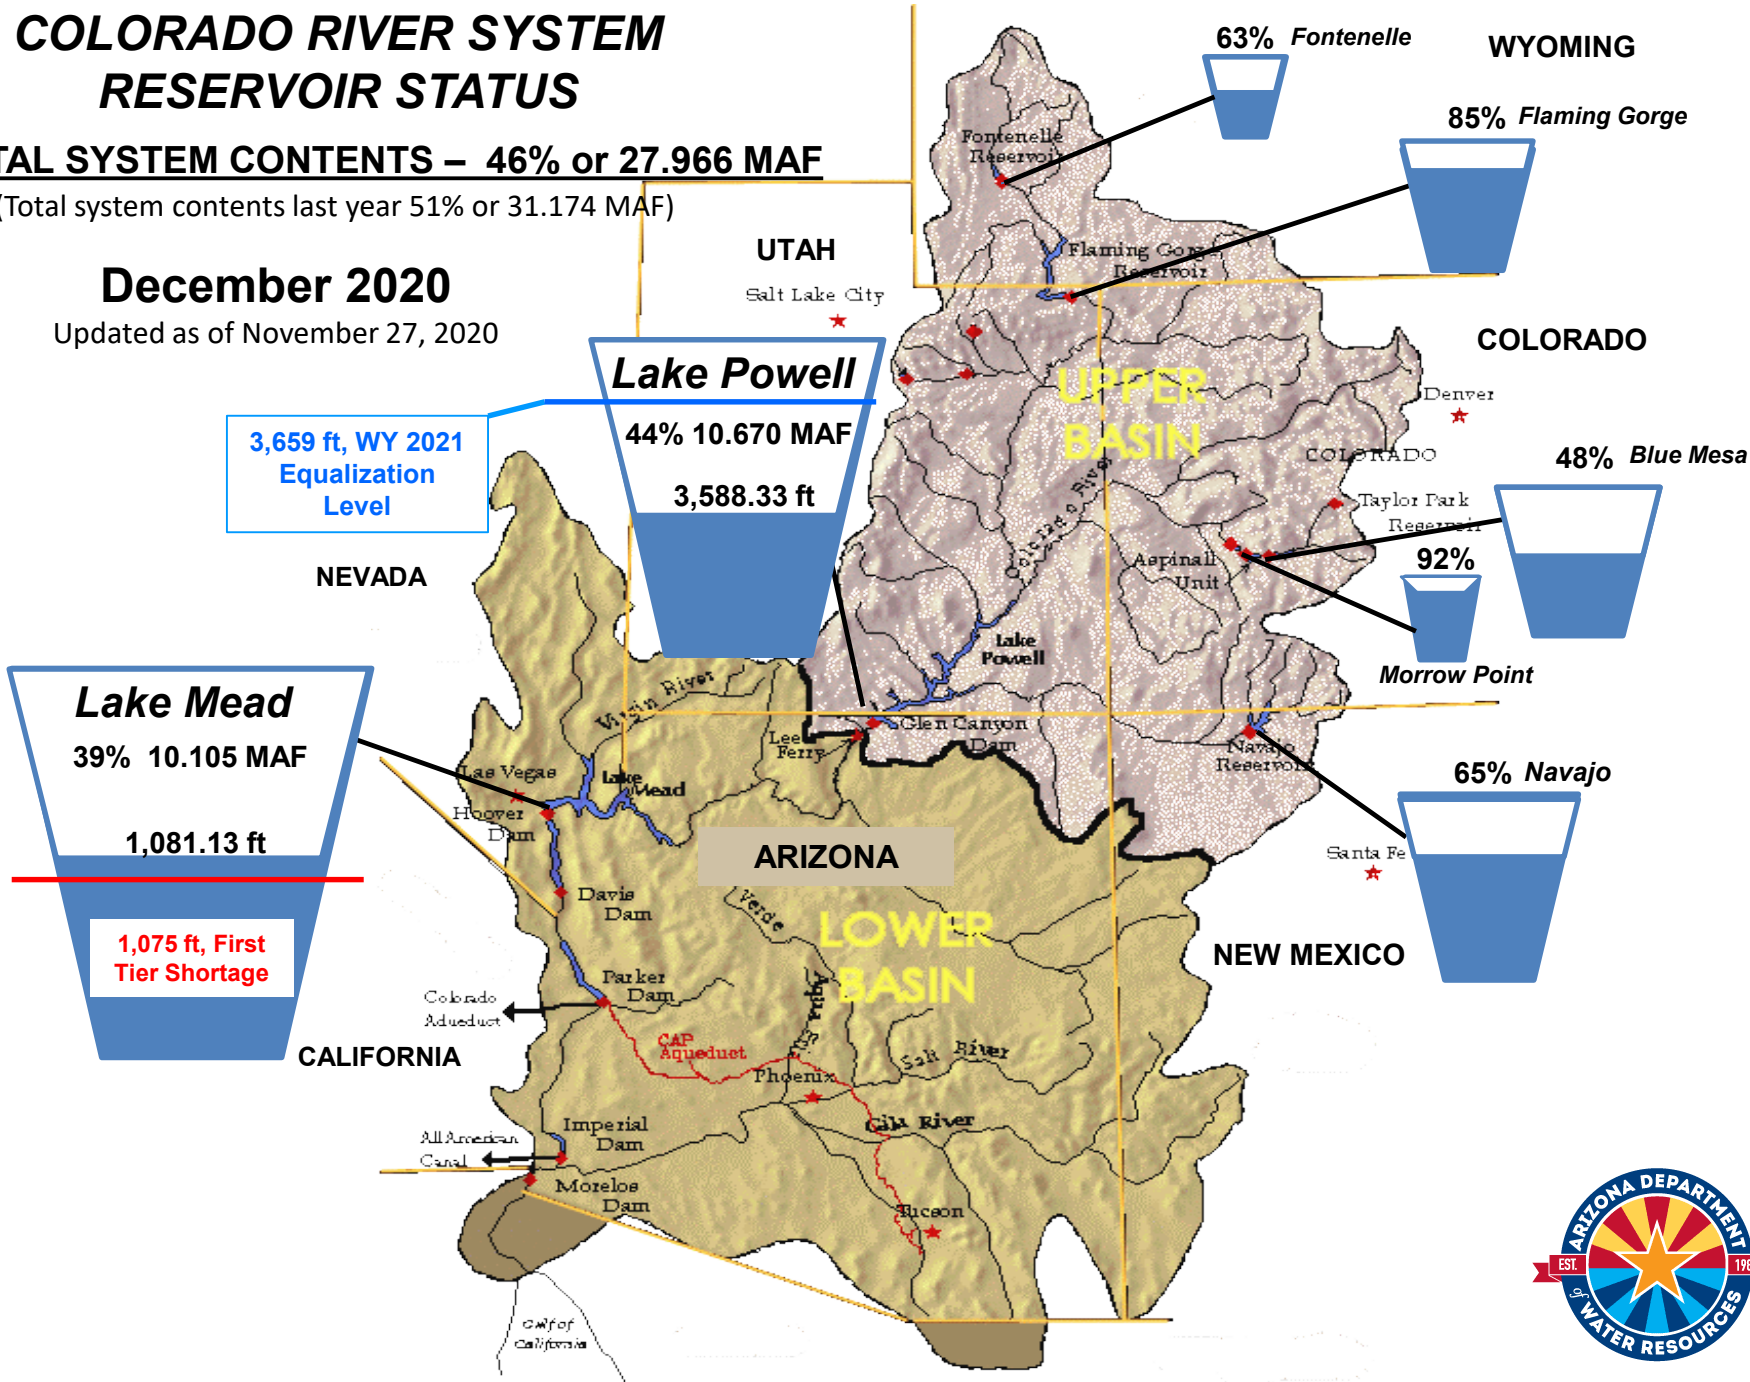 COLORADO RIVER SYSTEM
RESERVOIR STATUS
TAL SYSTEM CONTENTS – 46% or 27.966 MAF
(Total system contents last year 51% or 31.174 MAF)
December 2020
Updated as of November 27, 2020
63% Fontenelle
WYOMING
85% Flaming Gorge
Fontenelle
Reservoir
UTAH
Salt Lake City
Flaming Gorge
Reservoir
COLORADO
Lake Powell
44% 10.670 MAF
3,588.33 ft
3,659 ft, WY 2021
Equalization
Level
UPPER
BASIN
Denver
COLORADO
48% Blue Mesa
Taylor Park
Reservoir
Colorado River
Aspinall
Unit
92%
Morrow Point
NEVADA
Lake
Powell
Virgin River
Glen Canyon
Dam
Lee
Ferry
Navajo
Reservoir
65% Navajo
Santa Fe
Lake Mead
39% 10.105 MAF
1,081.13 ft
1,075 ft, First
Tier Shortage
Las Vegas
Lake
Mead
Hoover
Dam
ARIZONA
Davis
Dam
Verde
LOWER
BASIN
NEW MEXICO
Parker
Dam
Colorado
Aqueduct
Agua Fria
CALIFORNIA
CAP
Aqueduct
Salt River
Phoenix
Gila River
Imperial
Dam
All American
Canal
Morelos
Dam
Tucson
Gulf of
California
ARIZONA DEPARTMENT
EST. 198
of WATER RESOURCES